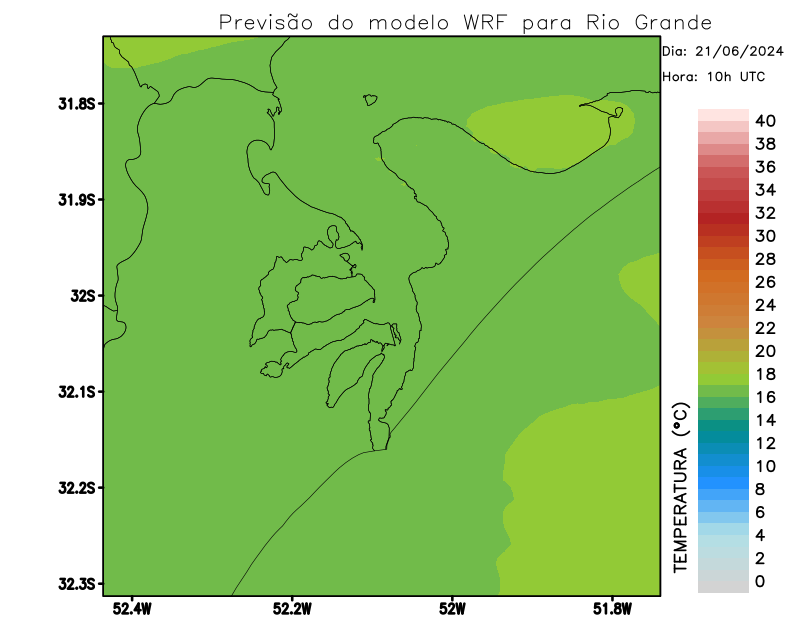 Previsão do modelo WRF para Rio Grande
Dia: 21/06/2024
Hora: 10h UTC
31.8S
31.9S
32S
32.1S
32.2S
32.3S
52.4W
52.2W
52W
51.8W
TEMPERATURA (°C)
40
38
36
34
32
30
28
26
24
22
20
18
16
14
12
10
8
6
4
2
0